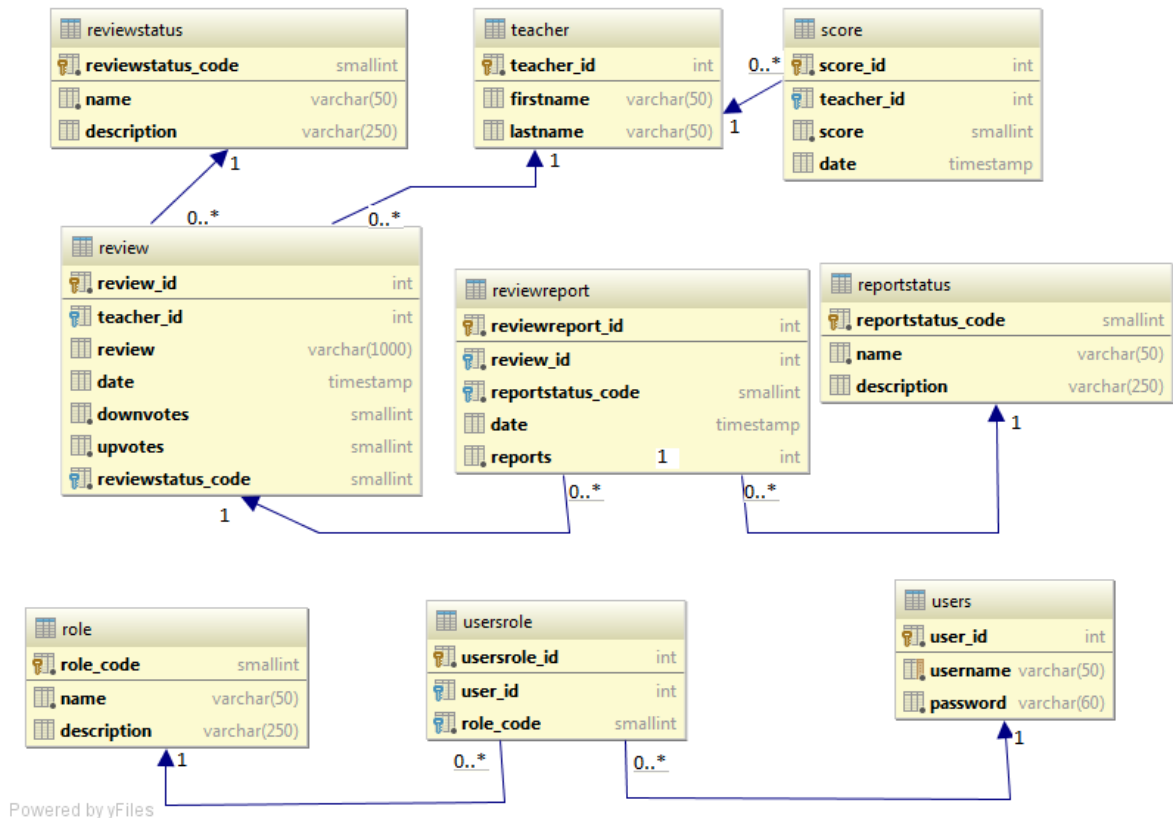 reviewstatus
reviewstatus_code smallint
name varchar(50)
description varchar(250)
teacher
teacher_id int
firstname varchar(50)
lastname varchar(50)
score
score_id int
teacher_id int
score smallint
date timestamp
0..*
1
1
0..*
1
0..*
review
review_id int
teacher_id int
review varchar(1000)
date timestamp
downvotes smallint
upvotes smallint
reviewstatus_code smallint
reviewreport
reviewreport_id int
review_id int
reportstatus_code smallint
date timestamp
reports 1 int
reportstatus
reportstatus_code smallint
name varchar(50)
description varchar(250)
1
0..*
0..*
1
role
role_code smallint
name varchar(50)
description varchar(250)
usersrole
usersrole_id int
user_id int
role_code smallint
users
user_id int
username varchar(50)
password varchar(60)
1
0..*
0..*
1
Powered by yFiles